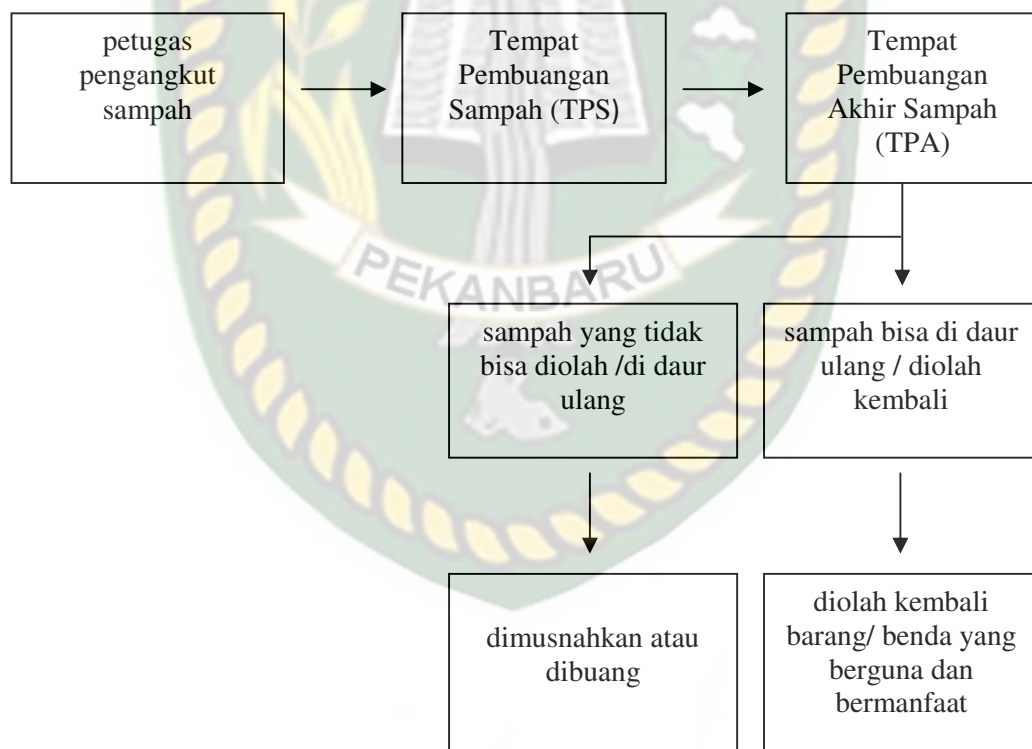 petugas
pengangkut
sampah
Tempat
Pembuangan
Sampah (TPS)
Tempat
Pembuangan
Akhir Sampah
(TPA)
PEKANBARU
sampah yang tidak
bisa diolah /di daur
ulang
sampah bisa di daur
ulang / diolah
kembali
dimusnahkan atau
dibuang
diolah kembali
barang/ benda yang
berguna dan
bermanfaat